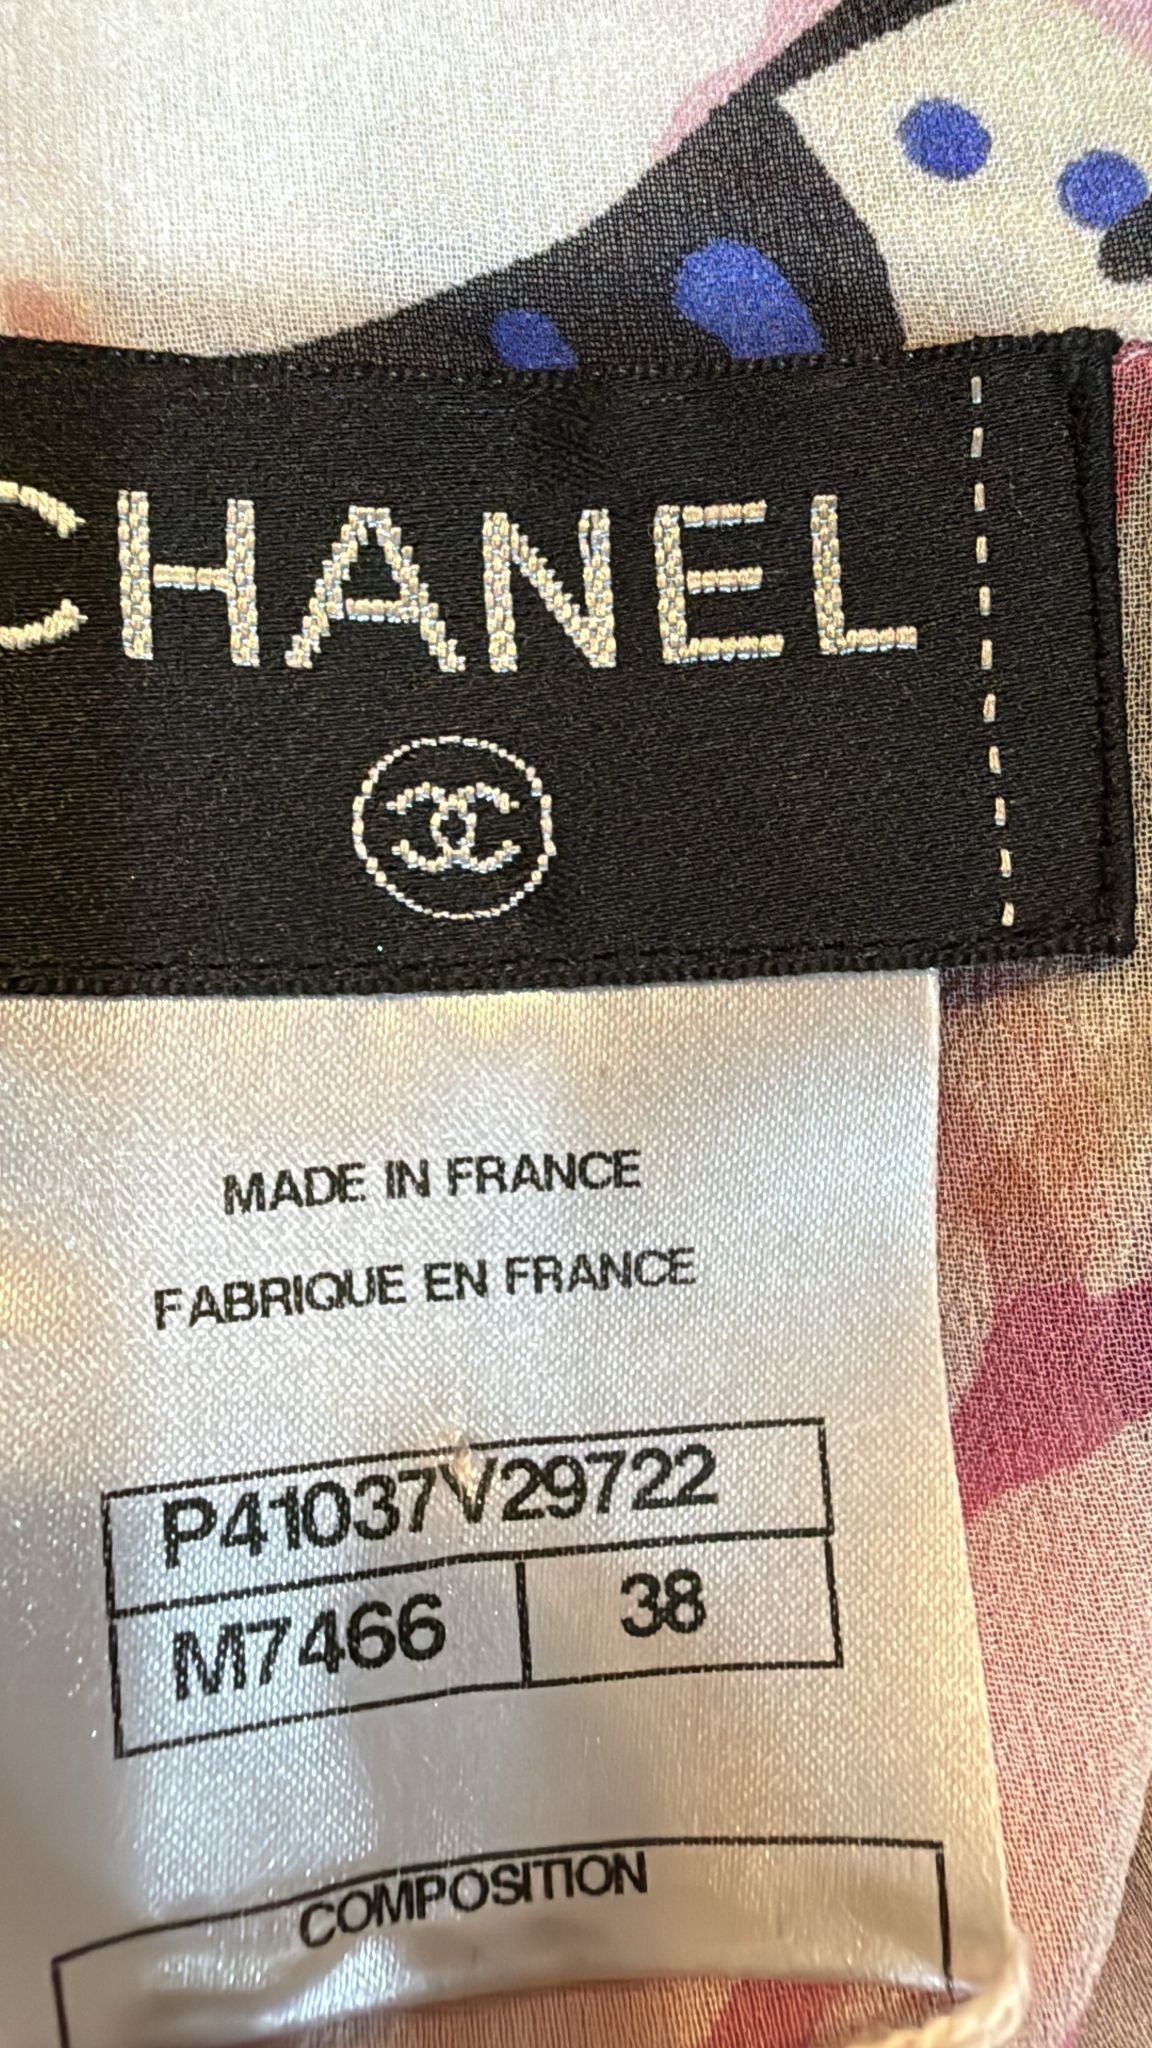 CHANEL
MADE IN FRANCE
FABRIQUE EN FRANCE
P41037V29722
M7466 38
COMPOSITION